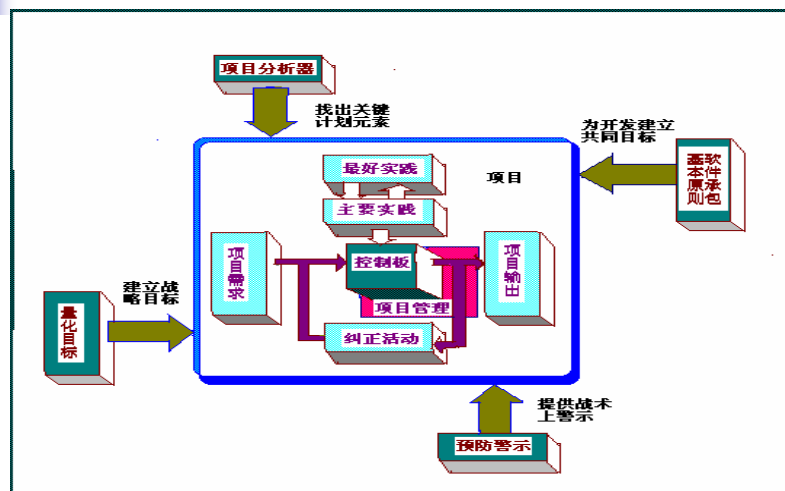 项目分析器
找出关键
计划元素
为开发建立
共同目标
基软
本件
原承
则包
项目
最好实践
主要实践
控制板
项目需求
项目输出
项目管理
纠正活动
建立战
略目标
量化目标
提供战术
上警示
预防警示